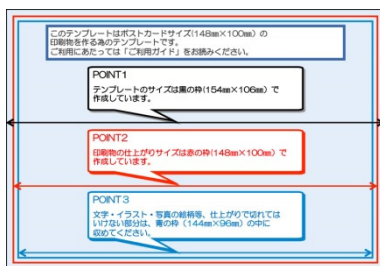 このテンプレートはポストカードサイズ(148㎜×100㎜)の
印刷物を作る為のテンプレートです。
ご利用にあたっては「ご利用ガイド」をお読みください。
POINT1
テンプレートのサイズは黒の枠(154㎜×106㎜)で
作成しています。
POINT2
印刷物の仕上がりサイズは赤の枠(148㎜×100㎜)で
作成しています。
POINT3
文字・イラスト・写真の絵柄等、仕上がりで切れては
いけない部分は、青の枠(144㎜×96㎜)の中に
収めてください。